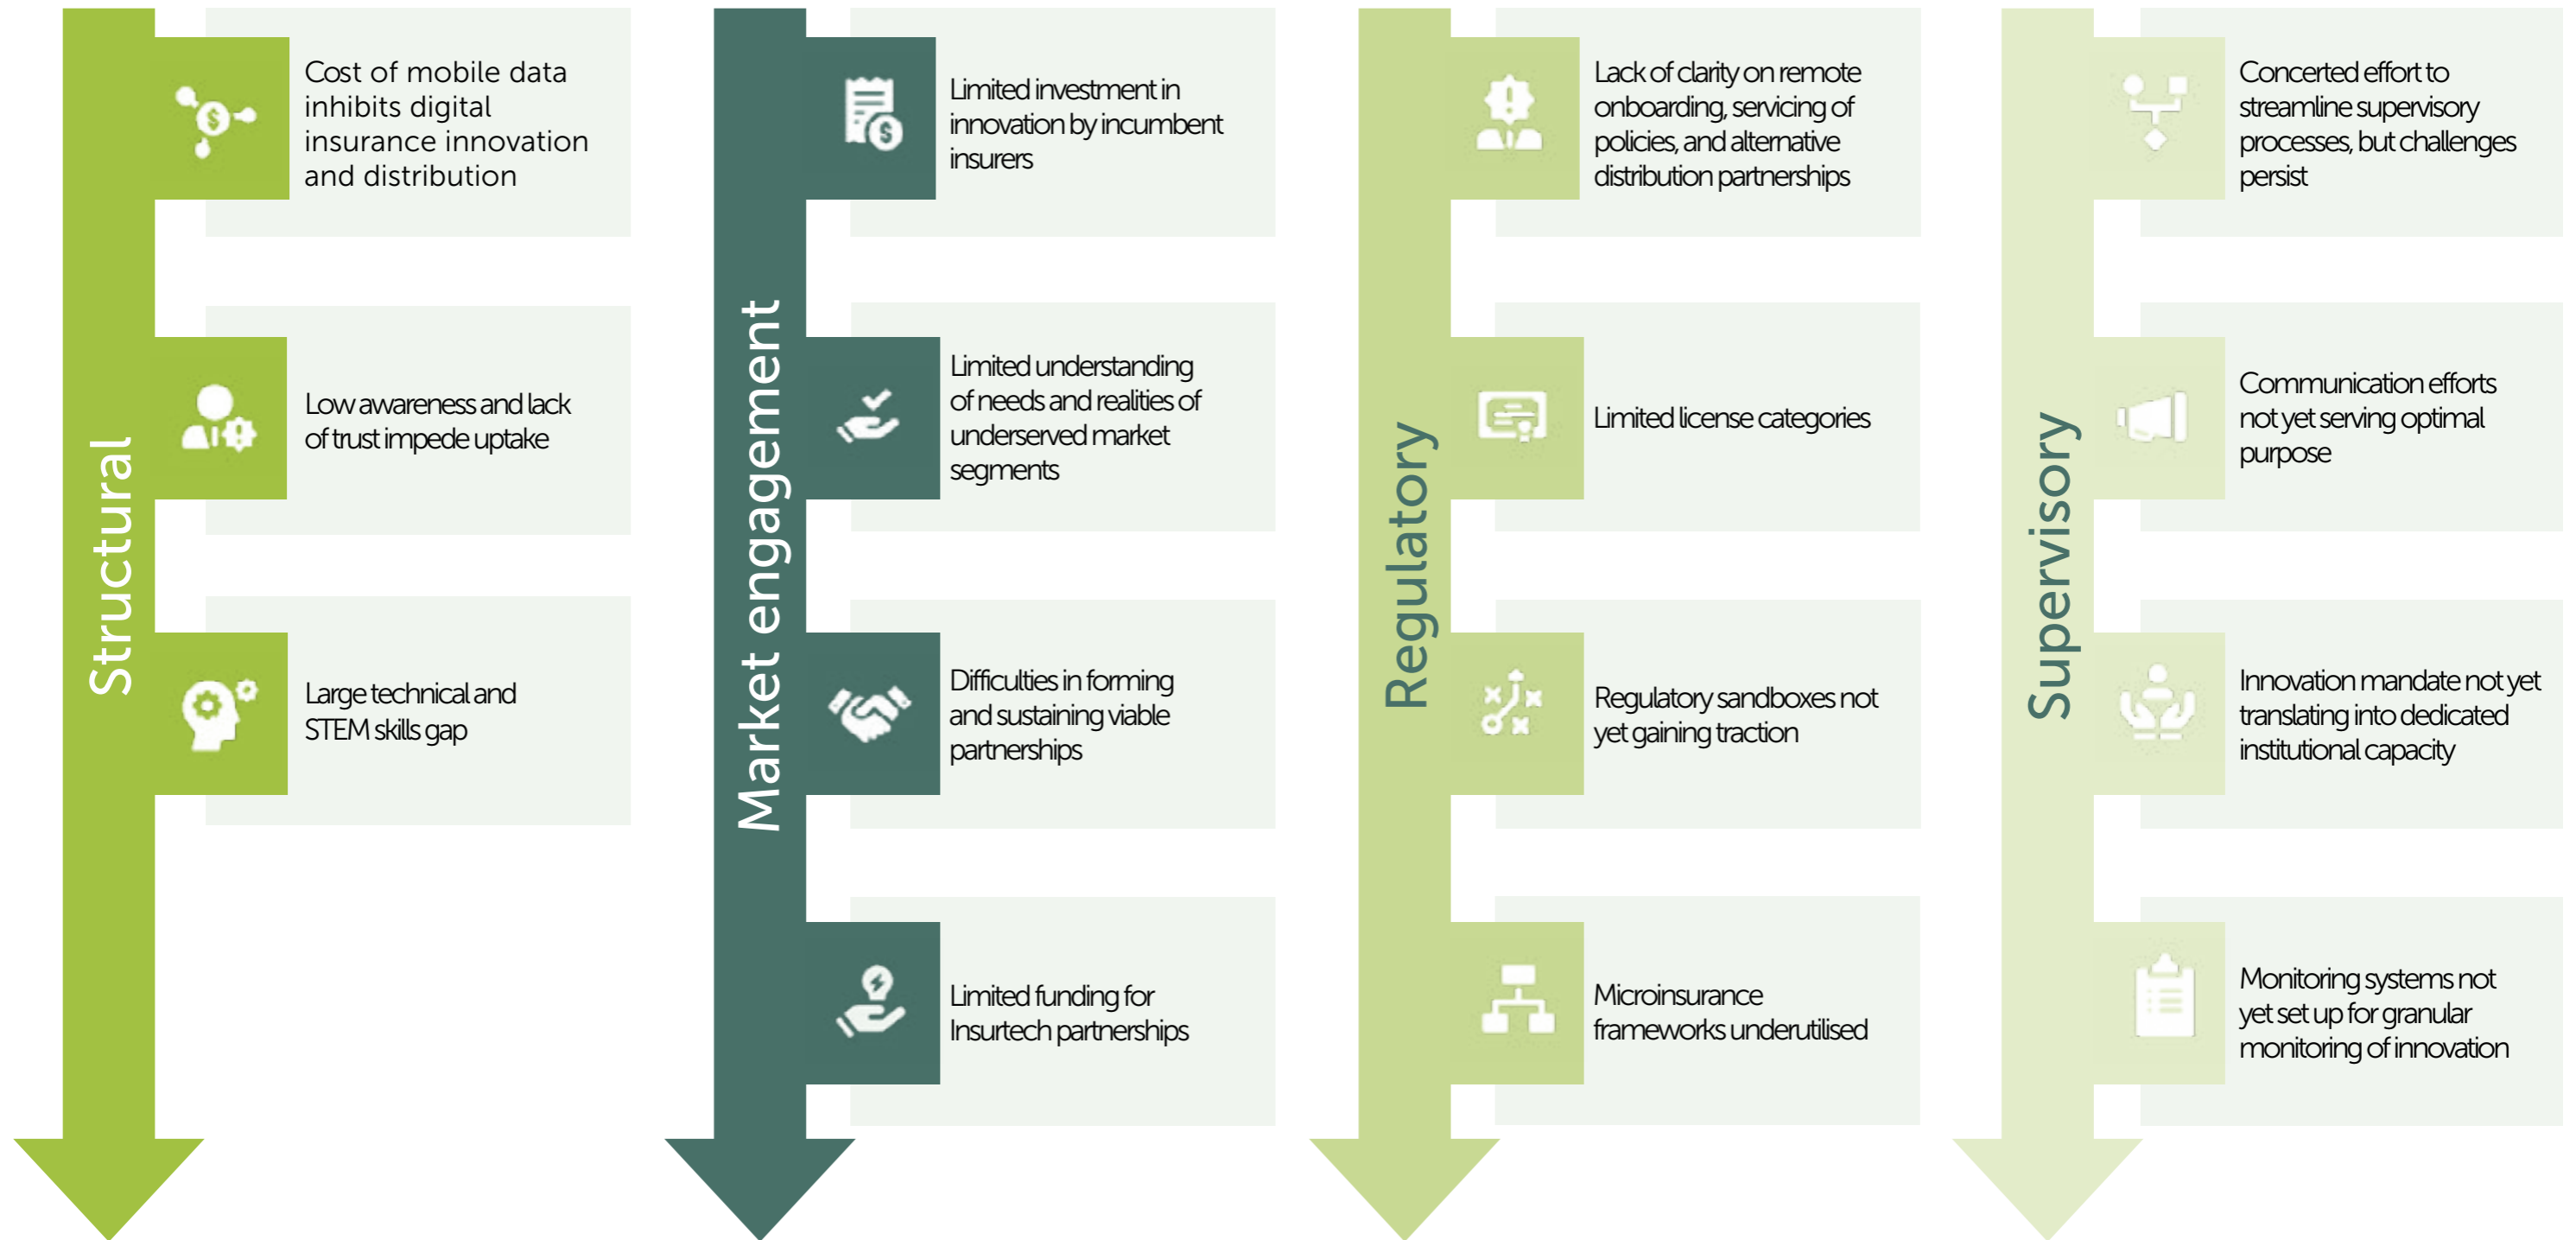 Structural
Cost of mobile data
inhibits digital
insurance innovation
and distribution
Low awareness and lack
of trust impede uptake
Large technical and
STEM skills gap
Market engagement
Limited investment in
innovation by incumbent
insurers
Limited understanding
of needs and realities of
underserved market
segments
Difficulties in forming
and sustaining viable
partnerships
Limited funding for
Insurtech partnerships
Regulatory
Lack of clarity on remote
onboarding, servicing of
policies, and alternative
distribution partnerships
Limited license categories
Regulatory sandboxes not
yet gaining traction
Microinsurance
frameworks underutilised
Supervisory
Concerted effort to
streamline supervisory
processes, but challenges
persist
Communication efforts
not yet serving optimal
purpose
Innovation mandate not yet
translating into dedicated
institutional capacity
Monitoring systems not
yet set up for granular
monitoring of innovation